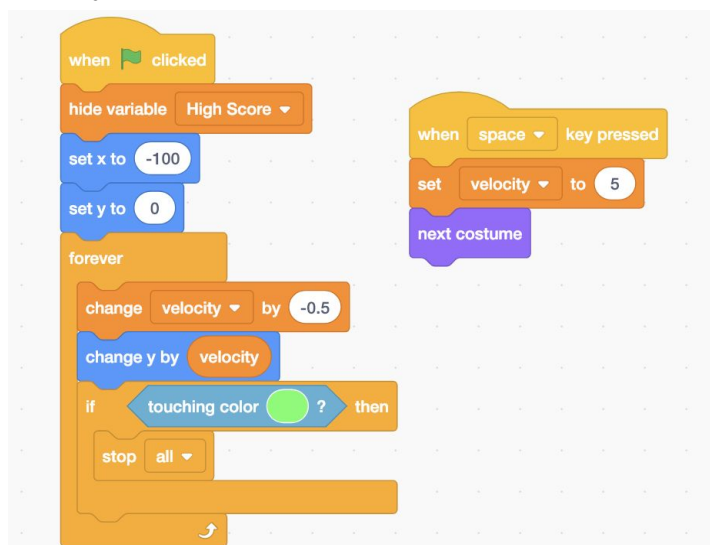 when clicked
hide variable High Score
set x to -100
set y to 0
forever
change velocity by -0.5
change y by velocity
if touching color ? then
stop all
when space key pressed
set velocity to 5
next costume